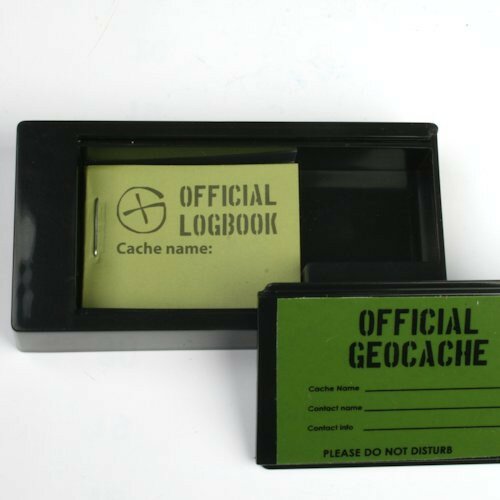 OFFICIAL
LOGBOOK
Cache name:
OFFICIAL
GEOCACHE
Cache Name
Contact name
Contact Info
PLEASE DO NOT DISTURB